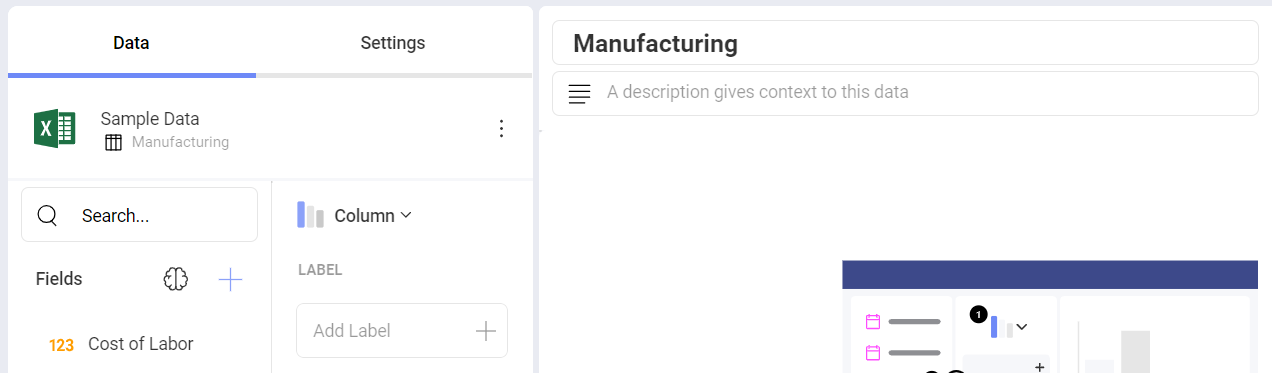 Data
Settings
Sample Data
Manufacturing
Search...
Fields
123 Cost of Labor
Column
LABEL
Add Label
Manufacturing
A description gives context to this data
1